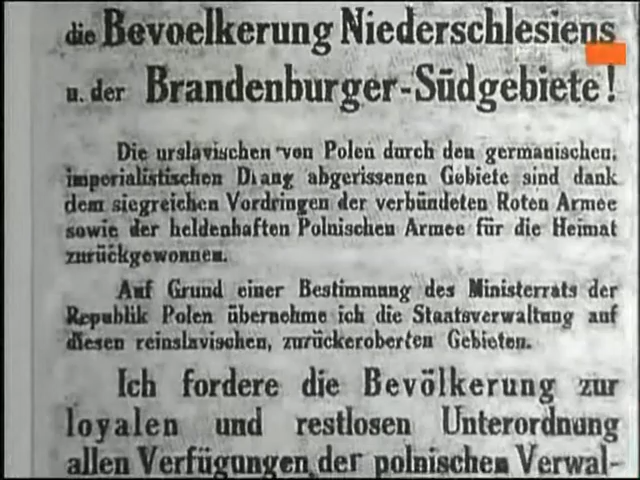 die Bevoelkerung Niederschlesiens
u. der Brandenburger-Südgebiete!
Die urslavischen von Polen durch den germanischen,
imperialistischen Drang abgerissenen Gebiete sind dank
dem siegreichen Vordringen der verbündeten Roten Armee
sowie der heldenhaften Polnischen Armee für die Heimat
zurückgewonnen.
Auf Grund einer Bestimmung des Ministerrats der
Republik Polen übernehme ich die Staatsverwaltung auf
diesen reinslavischen, zurückeroberten Gebieten.
Ich fordere die Bevölkerung zur
loyalen und restlosen Unterordnung
allen Verfügungen der polnischen Verwal-